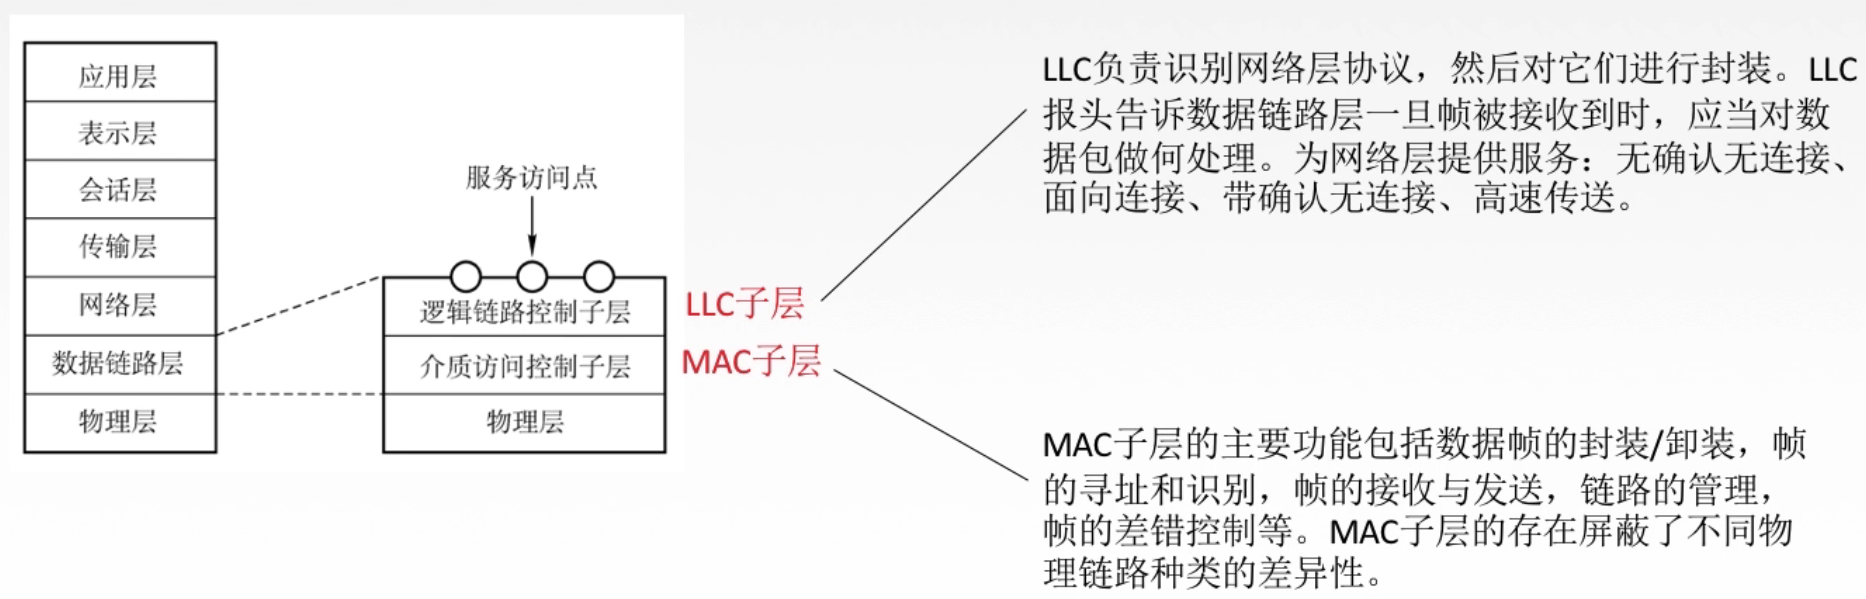 应用层
表示层
会话层
传输层
网络层
数据链路层
物理层
服务访问点
逻辑链路控制子层
介质访问控制子层
物理层
LLC子层
MAC子层
LLC负责识别网络层协议，然后对它们进行封装。LLC
报头告诉数据链路层一旦帧被接收到时，应当对数
据包做何处理。为网络层提供服务：无确认无连接、
面向连接、带确认无连接、高速传送。
MAC子层的主要功能包括数据帧的封装/卸装，帧
的寻址和识别，帧的接收与发送，链路的管理，
帧的差错控制等。MAC子层的存在屏蔽了不同物
理链路种类的差异性。